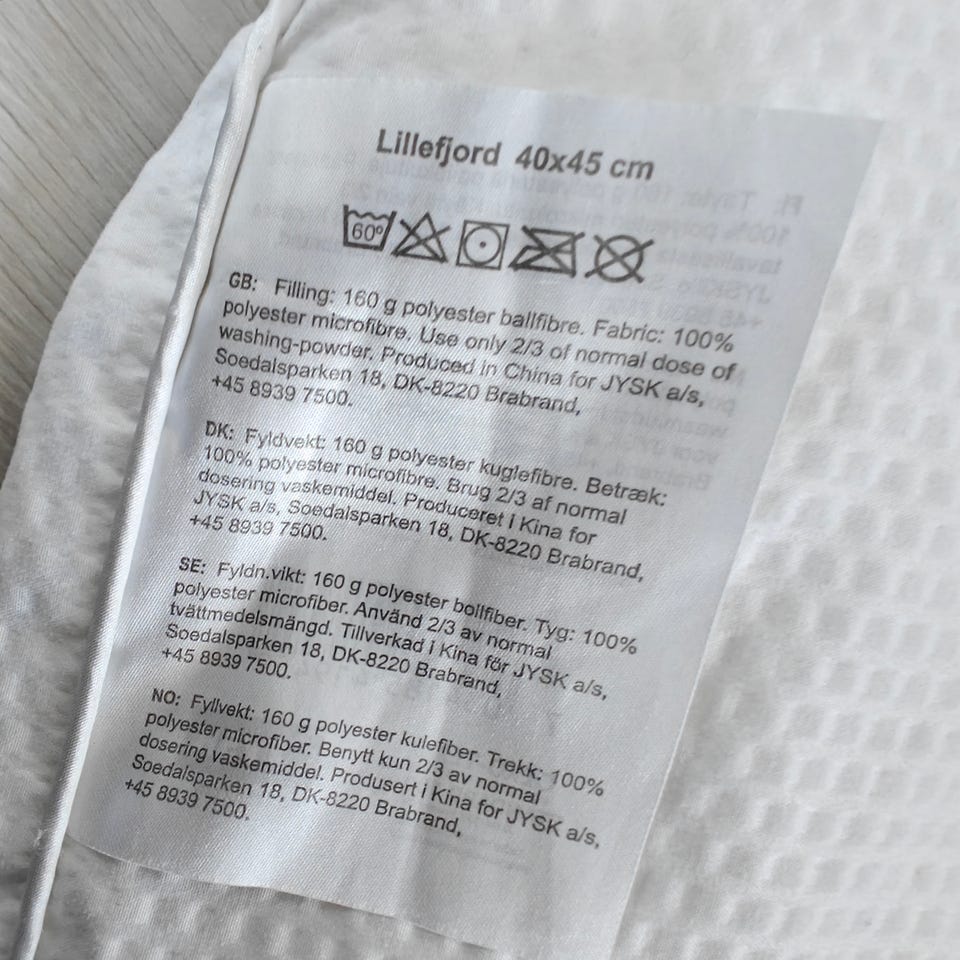 Lillefjord 40x45 cm
60°
GB: Filling: 160 g polyester ballfibre. Fabric: 100%
polyester microfibre. Use only 2/3 of normal dose of
washing-powder. Produced in China for JYSK a/s,
Soedalsparken 18, DK-8220 Brabrand,
+45 8939 7500.
DK: Fyldvekt: 160 g polyester kuglefibre. Betræk:
100% polyester microfibre. Brug 2/3 af normal
dosering vaskemiddel. Produceret i Kina for
JYSK a/s, Soedalsparken 18, DK-8220 Brabrand,
+45 8939 7500.
SE: Fyldn.vikt: 160 g polyester bollfiber. Tyg: 100%
polyester microfiber. Använd 2/3 av normal
tvättmedelsmängd. Tillverkad i Kina för JYSK a/s,
Soedalsparken 18, DK-8220 Brabrand,
+45 8939 7500.
NO: Fyllvekt: 160 g polyester kulefiber. Trekk: 100%
polyester microfiber. Benytt kun 2/3 av normal
dosering vaskemiddel. Produsert i Kina for JYSK a/s,
Soedalsparken 18, DK-8220 Brabrand,
+45 8939 7500.